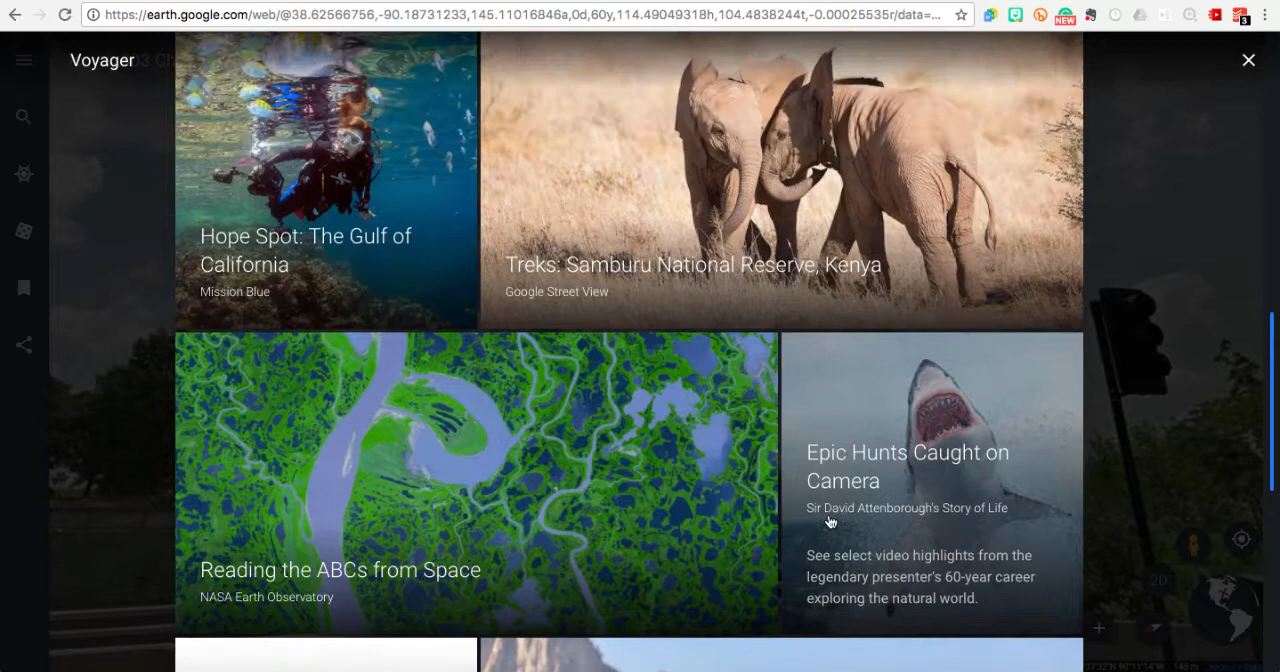 https://earth.google.com/web/@38.62566756,-90.18731233,145.11016846a,0d,60y,114.49049318h,104.4838244t,-0.00025535r/data=...
NEW
3
Voyager
Hope Spot: The Gulf of
California
Mission Blue
Treks: Samburu National Reserve, Kenya
Google Street View
Reading the ABCs from Space
NASA Earth Observatory
Epic Hunts Caught on
Camera
Sir David Attenborough's Story of Life
See select video highlights from the
legendary presenter's 60-year career
exploring the natural world.
2D